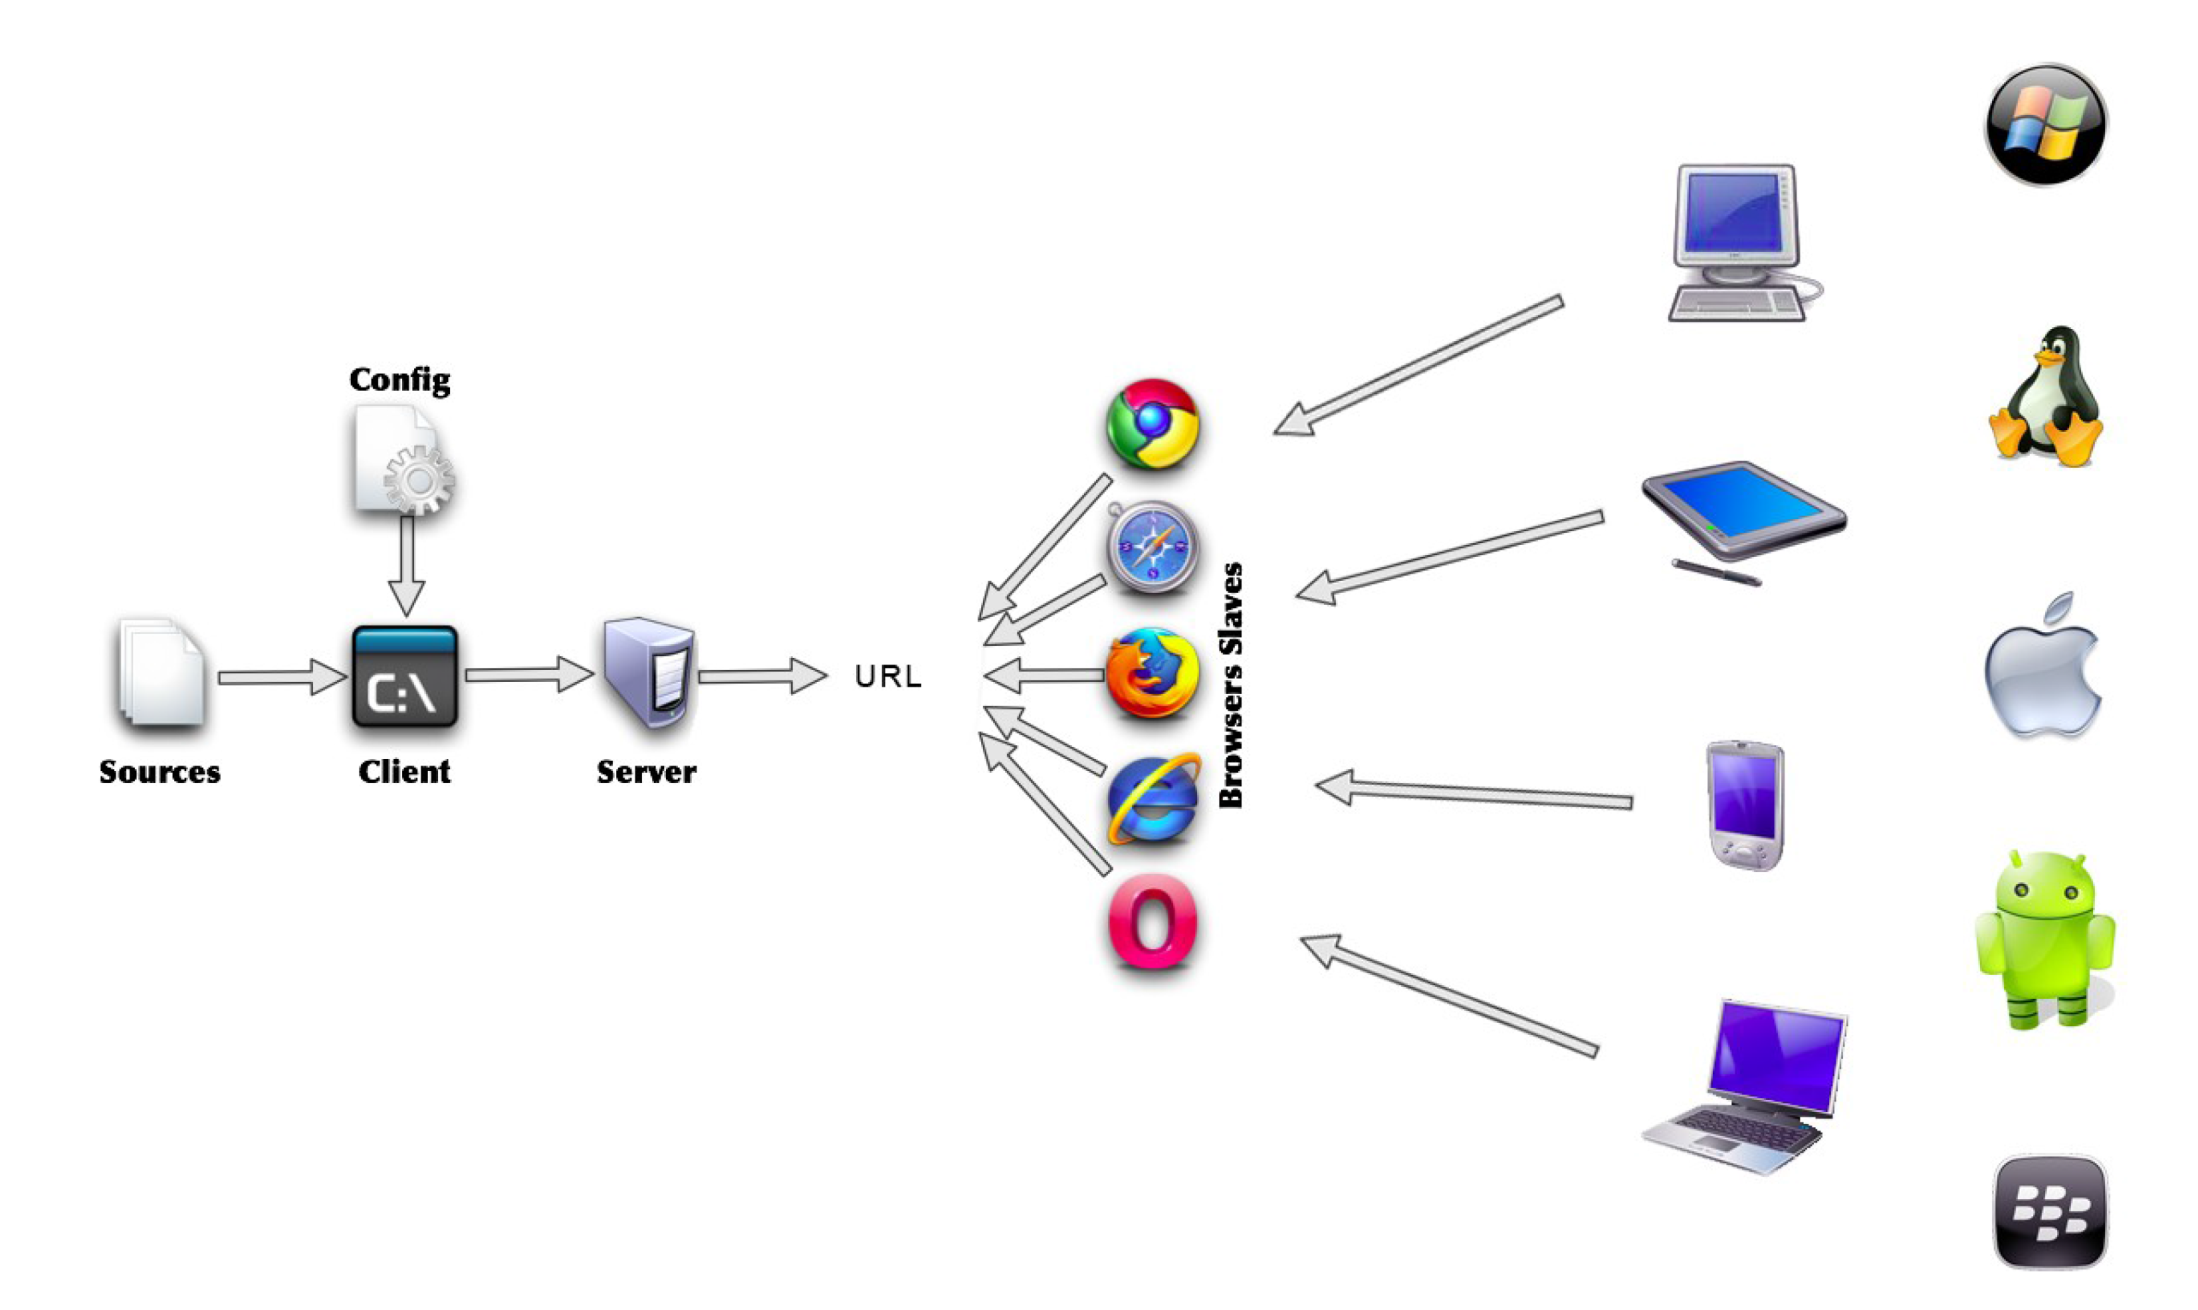 Config
C:\
Sources
Client
Server
URL
Browsers Slaves